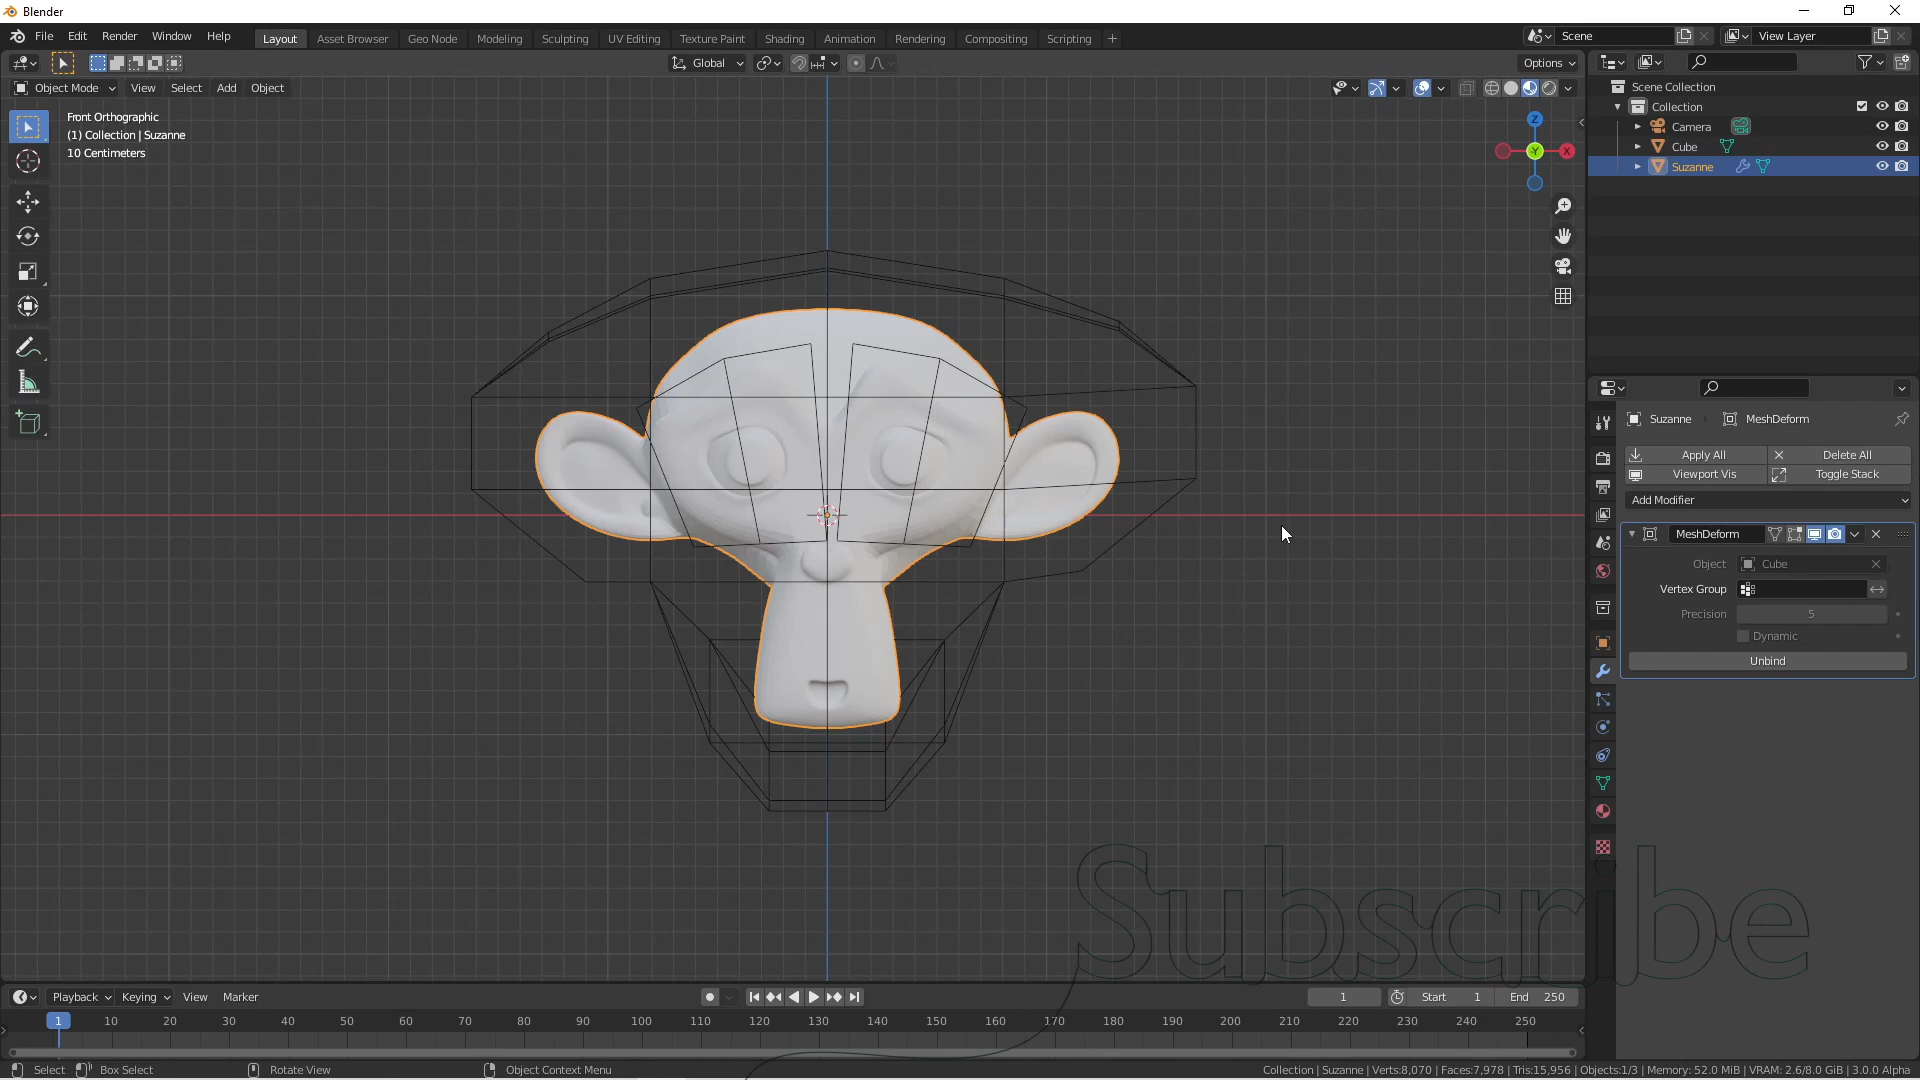 Blender
File Edit Render Window Help
Layout Asset Browser Geo Node Modeling Sculpting UV Editing Texture Paint Shading Animation Rendering Compositing Scripting +
Scene
View Layer
Global
Options
Object Mode View Select Add Object
Front Orthographic
(1) Collection | Suzanne
10 Centimeters
Z
Y
X
Scene Collection
Collection
Camera
Cube
Suzanne
Suzanne MeshDeform
Apply All Delete All
Viewport Vis Toggle Stack
Add Modifier
MeshDeform
Object Cube
Vertex Group
Precision 5
Dynamic
Unbind
Subscribe
Playback Keying View Marker
1
Start 1
End 250
1 10 20 30 40 50 60 70 80 90 100 110 120 130 140 150 160 170 180 190 200 210 220 230 240 250
Select Box Select Rotate View Object Context Menu
Collection | Suzanne | Verts:8,070 | Faces:7,978 | Tris:15,956 | Objects:1/3 | Memory: 52.0 MiB | VRAM: 2.6/8.0 GiB | 3.0.0 Alpha